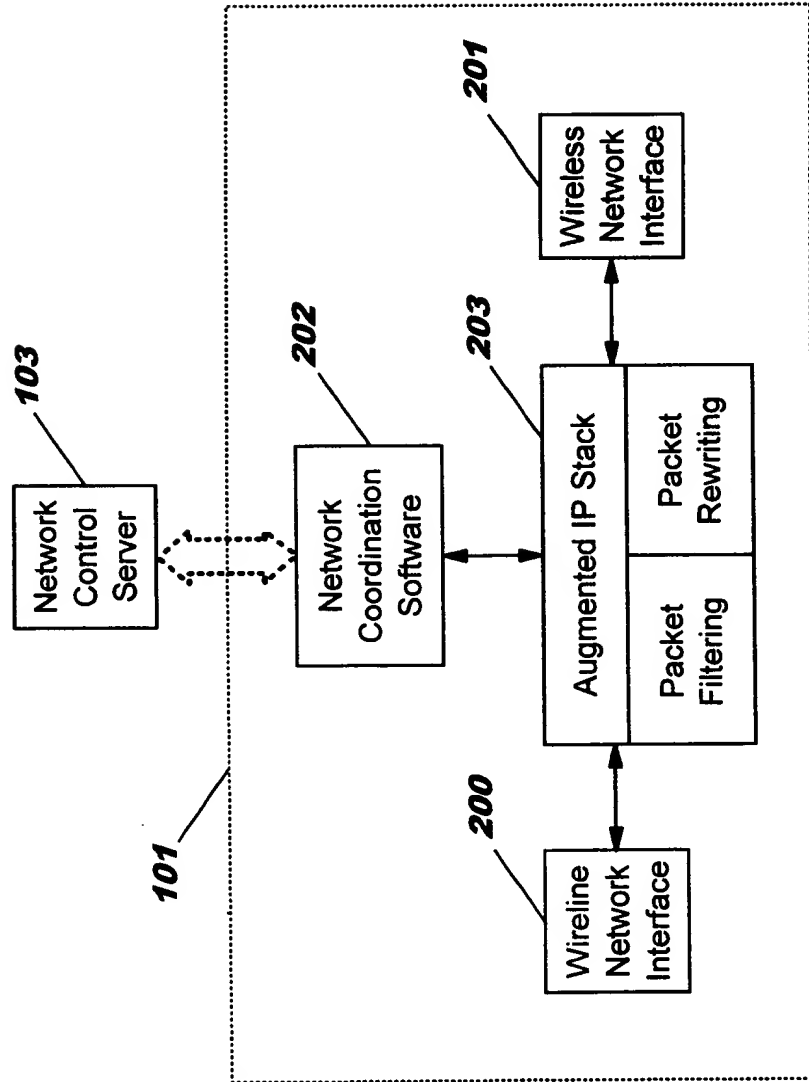 103
Network
Control
Server
101
202
Network
Coordination
Software
200
Wireline
Network
Interface
203
Augmented IP Stack
Packet
Filtering
Packet
Rewriting
201
Wireless
Network
Interface